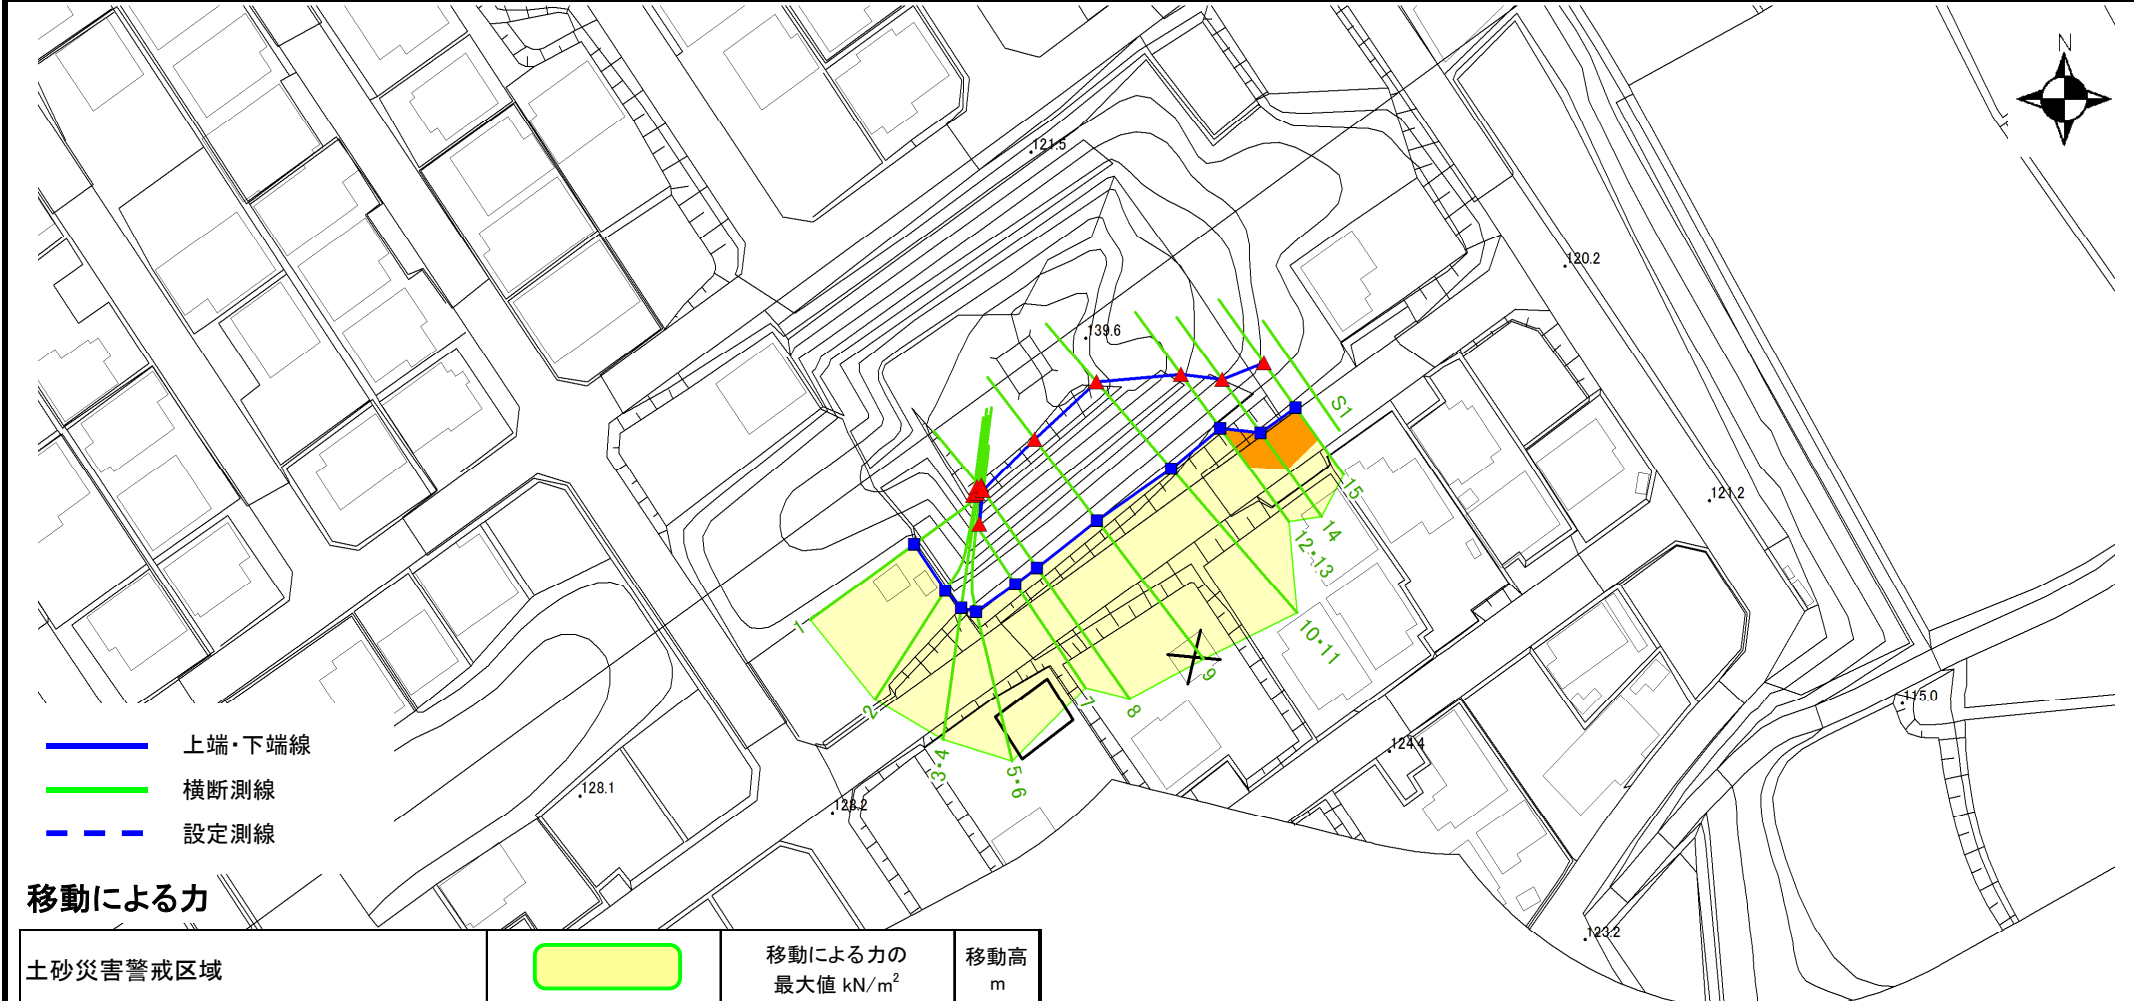 N
121.5
120.2
139.6
S1
121.2
15
14
12・13
1
10・11
9
2
7
8
115.0
3・4
5・6
124.4
128.1
128.2
123.2
上端・下端線
横断測線
設定測線
移動による力
土砂災害警戒区域
移動による力の
最大値 kN/m²
移動高
m